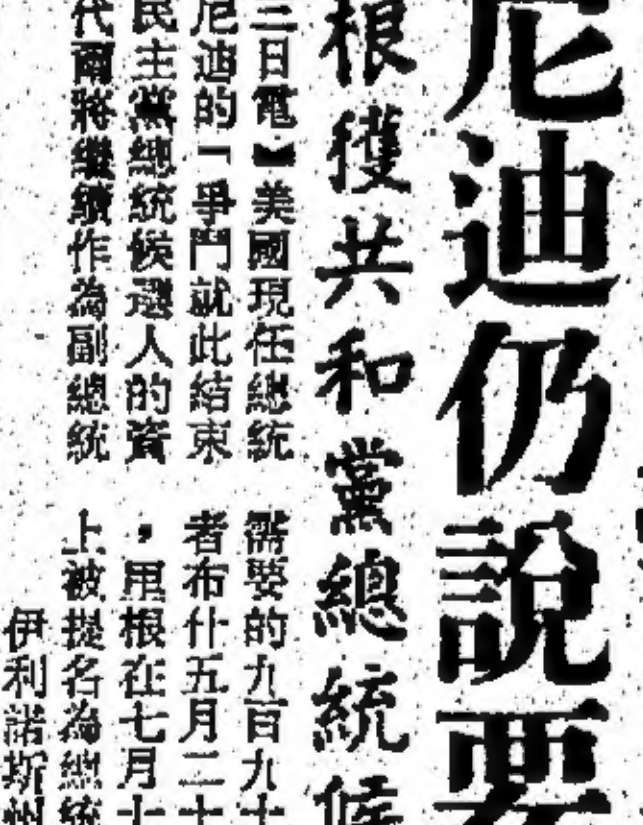 尼迪仍說要
根獲共和黨總統候
三日電】美國現任總統
尼迪的「爭鬥就此結束
民主黨總統候選人的資
代爾將繼續作為副總統
需要的九百九十
者布什五月二十
，里根在七月十
上被提名為總統
伊利諾斯州